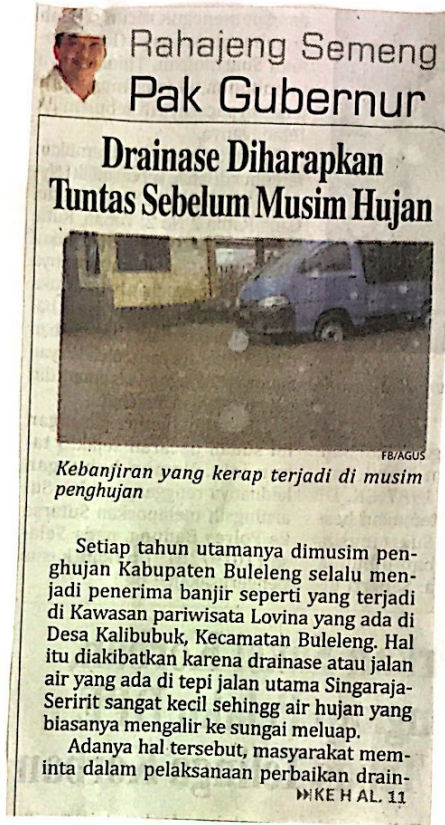 Rahajeng Semeng
Pak Gubernur
Drainase Diharapkan
Tuntas Sebelum Musim Hujan
FB/AGUS
Kebanjiran yang kerap terjadi di musim
penghujan
Setiap tahun utamanya dimusim pen-
ghujan Kabupaten Buleleng selalu men-
jadi penerima banjir seperti yang terjadi
di Kawasan pariwisata Lovina yang ada di
Desa Kalibubuk, Kecamatan Buleleng. Hal
itu diakibatkan karena drainase atau jalan
air yang ada di tepi jalan utama Singaraja-
Seririt sangat kecil sehingg air hujan yang
biasanya mengalir ke sungai meluap.
Adanya hal tersebut, masyarakat mem-
inta dalam pelaksanaan perbaikan drain-
KE H AL. 11